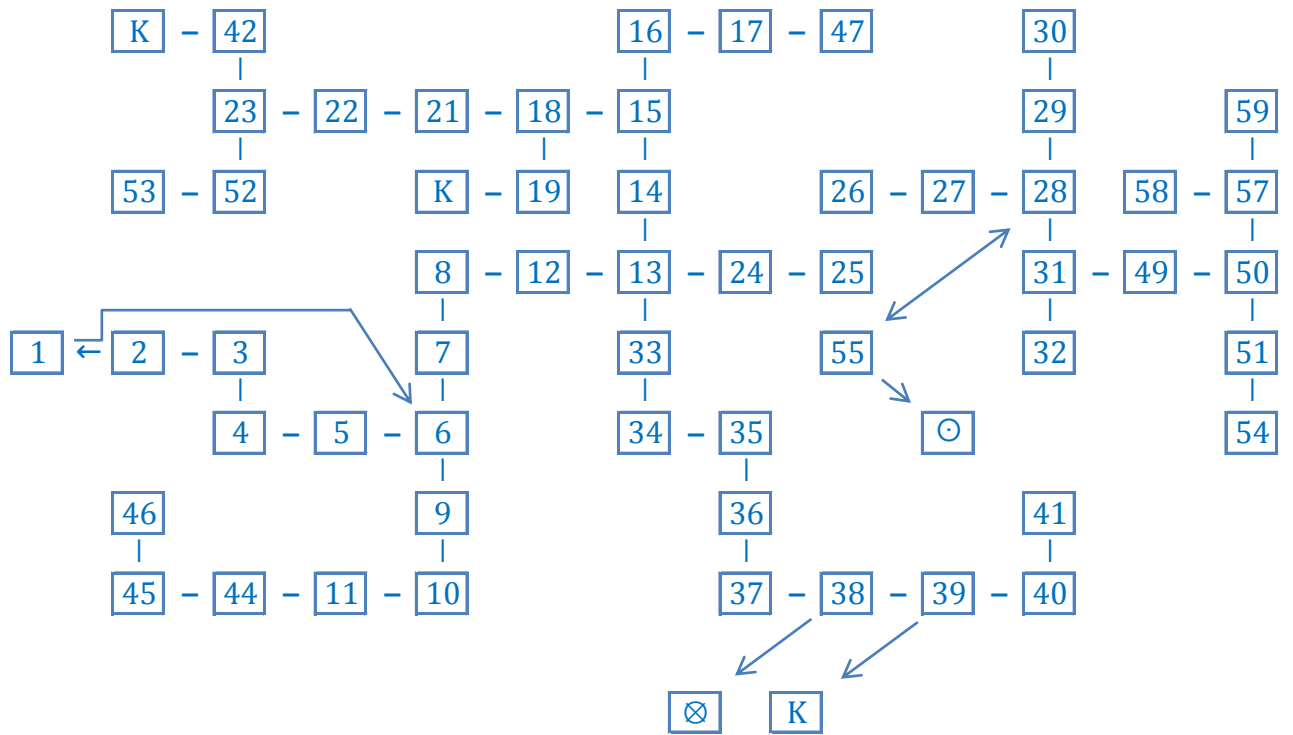 K – 42 16 – 17 – 47 30
23 – 22 – 21 – 18 – 15 29 59
53 – 52 K – 19 14 26 – 27 – 28 58 – 57
8 – 12 – 13 – 24 – 25 31 – 49 – 50
1 ← 2 – 3 7 33 55 32 51
4 – 5 – 6 34 – 35 ⊙ 54
46 9 36 41
45 – 44 – 11 – 10 37 – 38 – 39 – 40
⊗ K